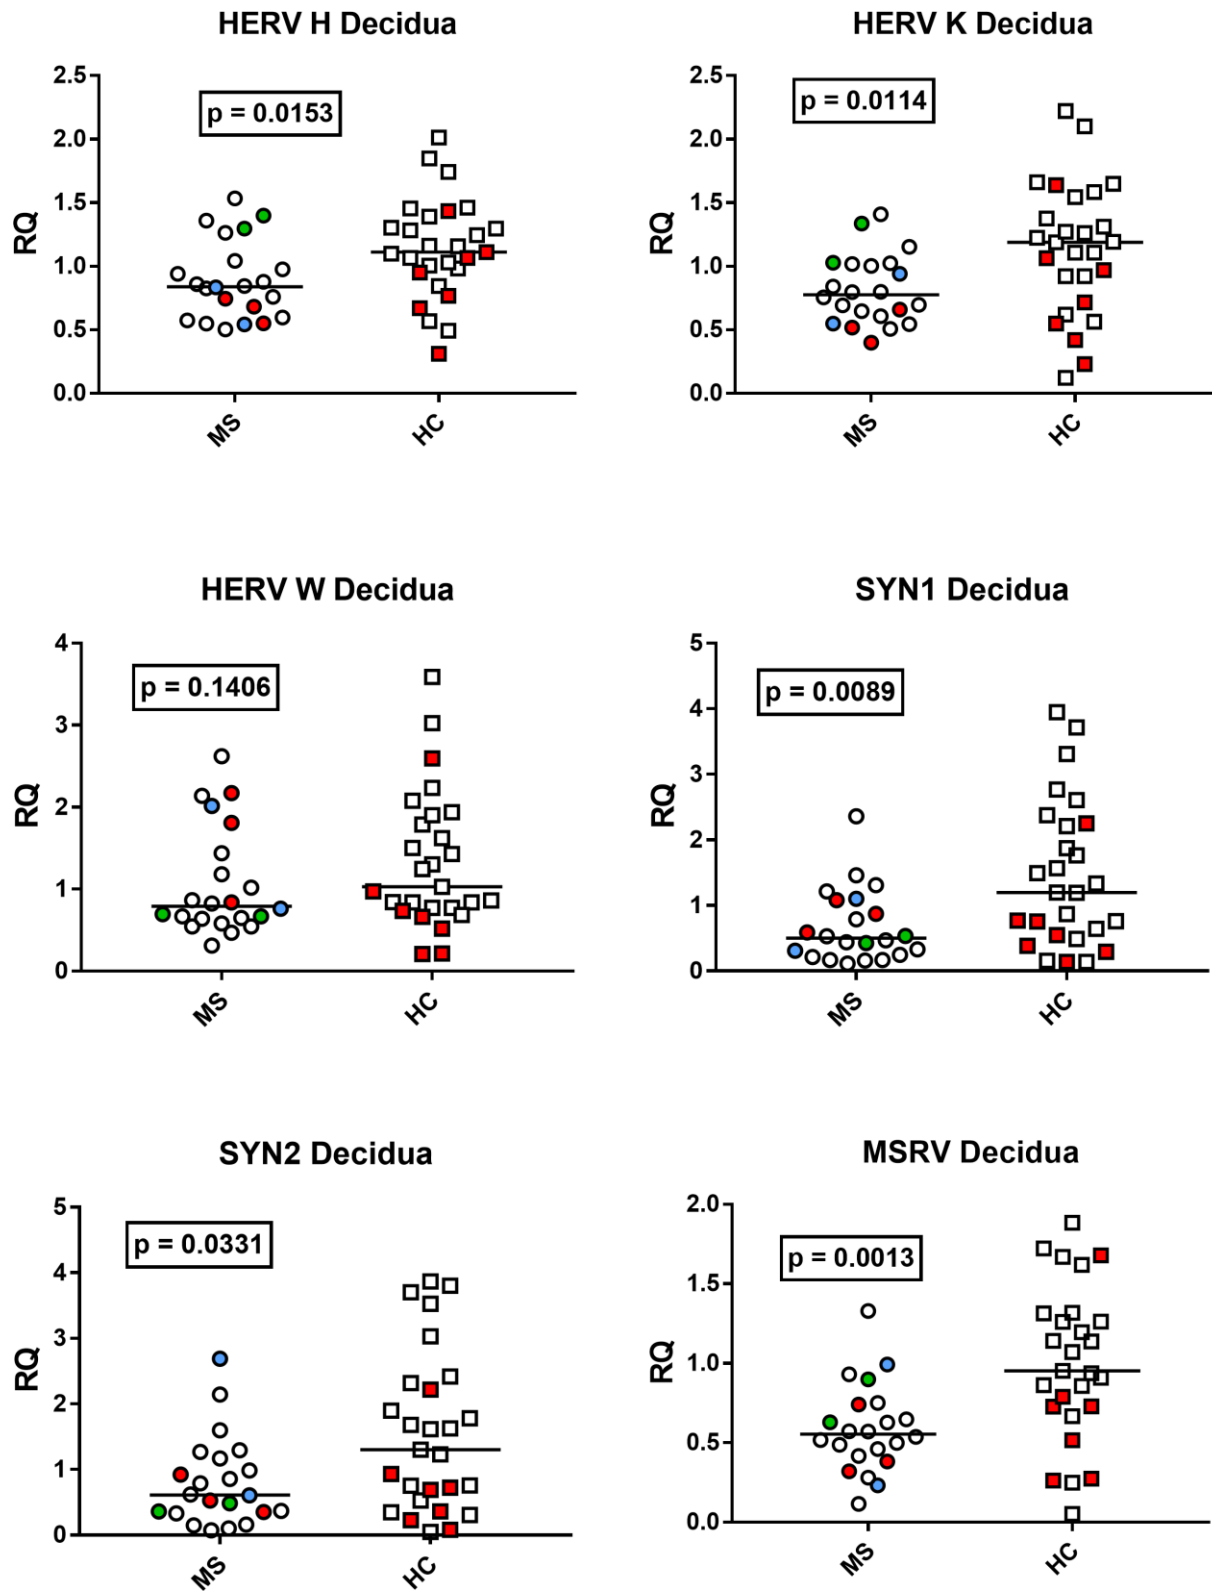 HERV H Decidua
2.5
p = 0.0153
2.0
1.5
RQ
1.0
0.5
0.0
MS
HC
HERV K Decidua
2.5
p = 0.0114
2.0
1.5
RQ
1.0
0.5
0.0
MS
HC
HERV W Decidua
4
p = 0.1406
3
RQ
2
1
0
MS
HC
SYN1 Decidua
5
p = 0.0089
4
3
RQ
2
1
0
MS
HC
SYN2 Decidua
5
p = 0.0331
4
3
RQ
2
1
0
MS
HC
MSRV Decidua
2.0
p = 0.0013
1.5
RQ
1.0
0.5
0.0
MS
HC